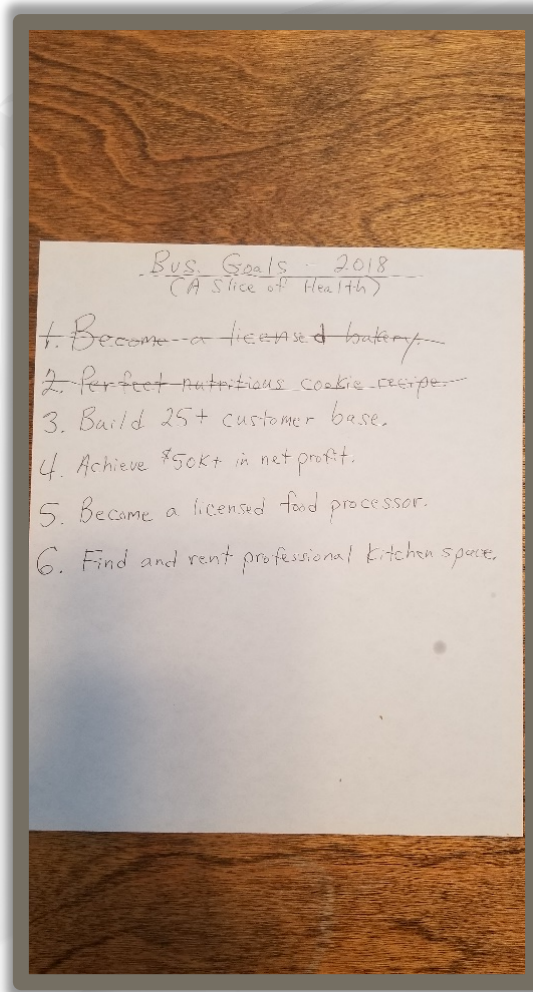 Bus. Goals - 2018
(A Slice of Health)
1. Become a licensed bakery.
2. Perfect nutritious cookie recipe.
3. Build 25+ customer base.
4. Achieve $50K+ in net profit.
5. Become a licensed food processor.
6. Find and rent professional kitchen space.